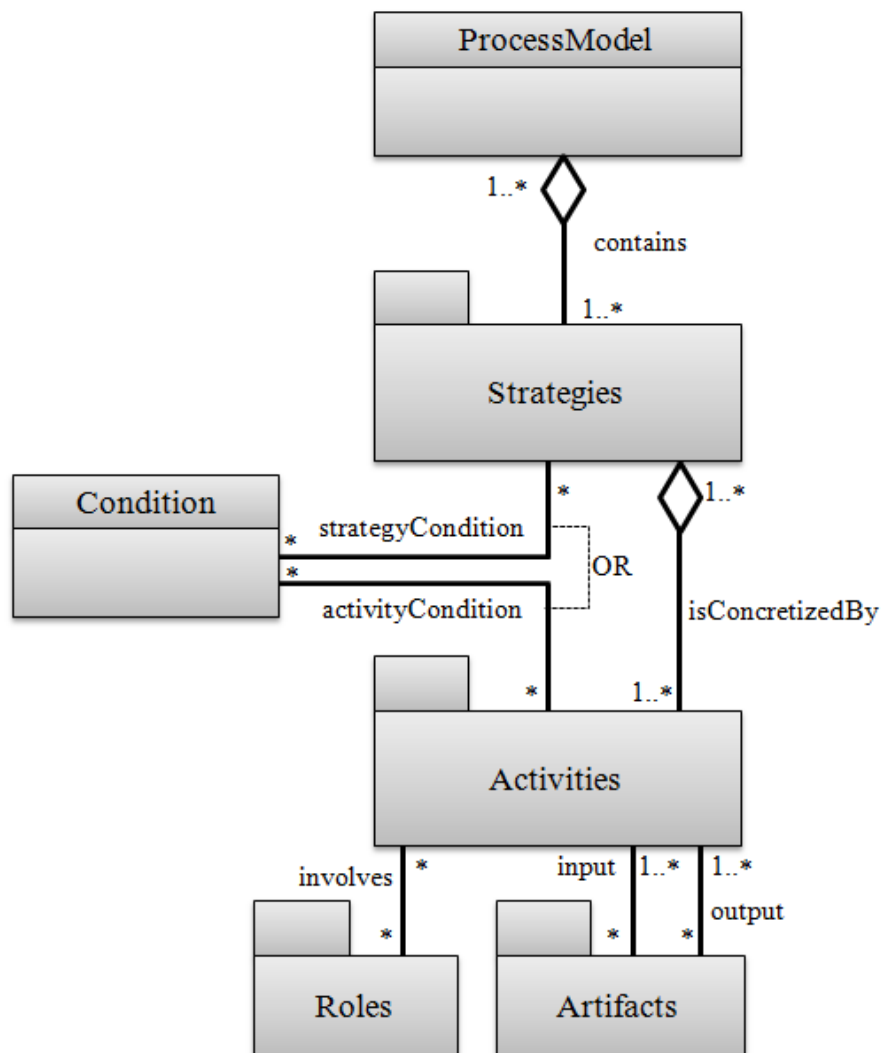 ProcessModel
1..*
contains
1..*
Strategies
Condition
*
1..*
strategyCondition
*
OR
*
activityCondition
isConcretizedBy
*
1..*
Activities
involves
*
input
1..*
1..*
output
*
*
*
Roles
Artifacts